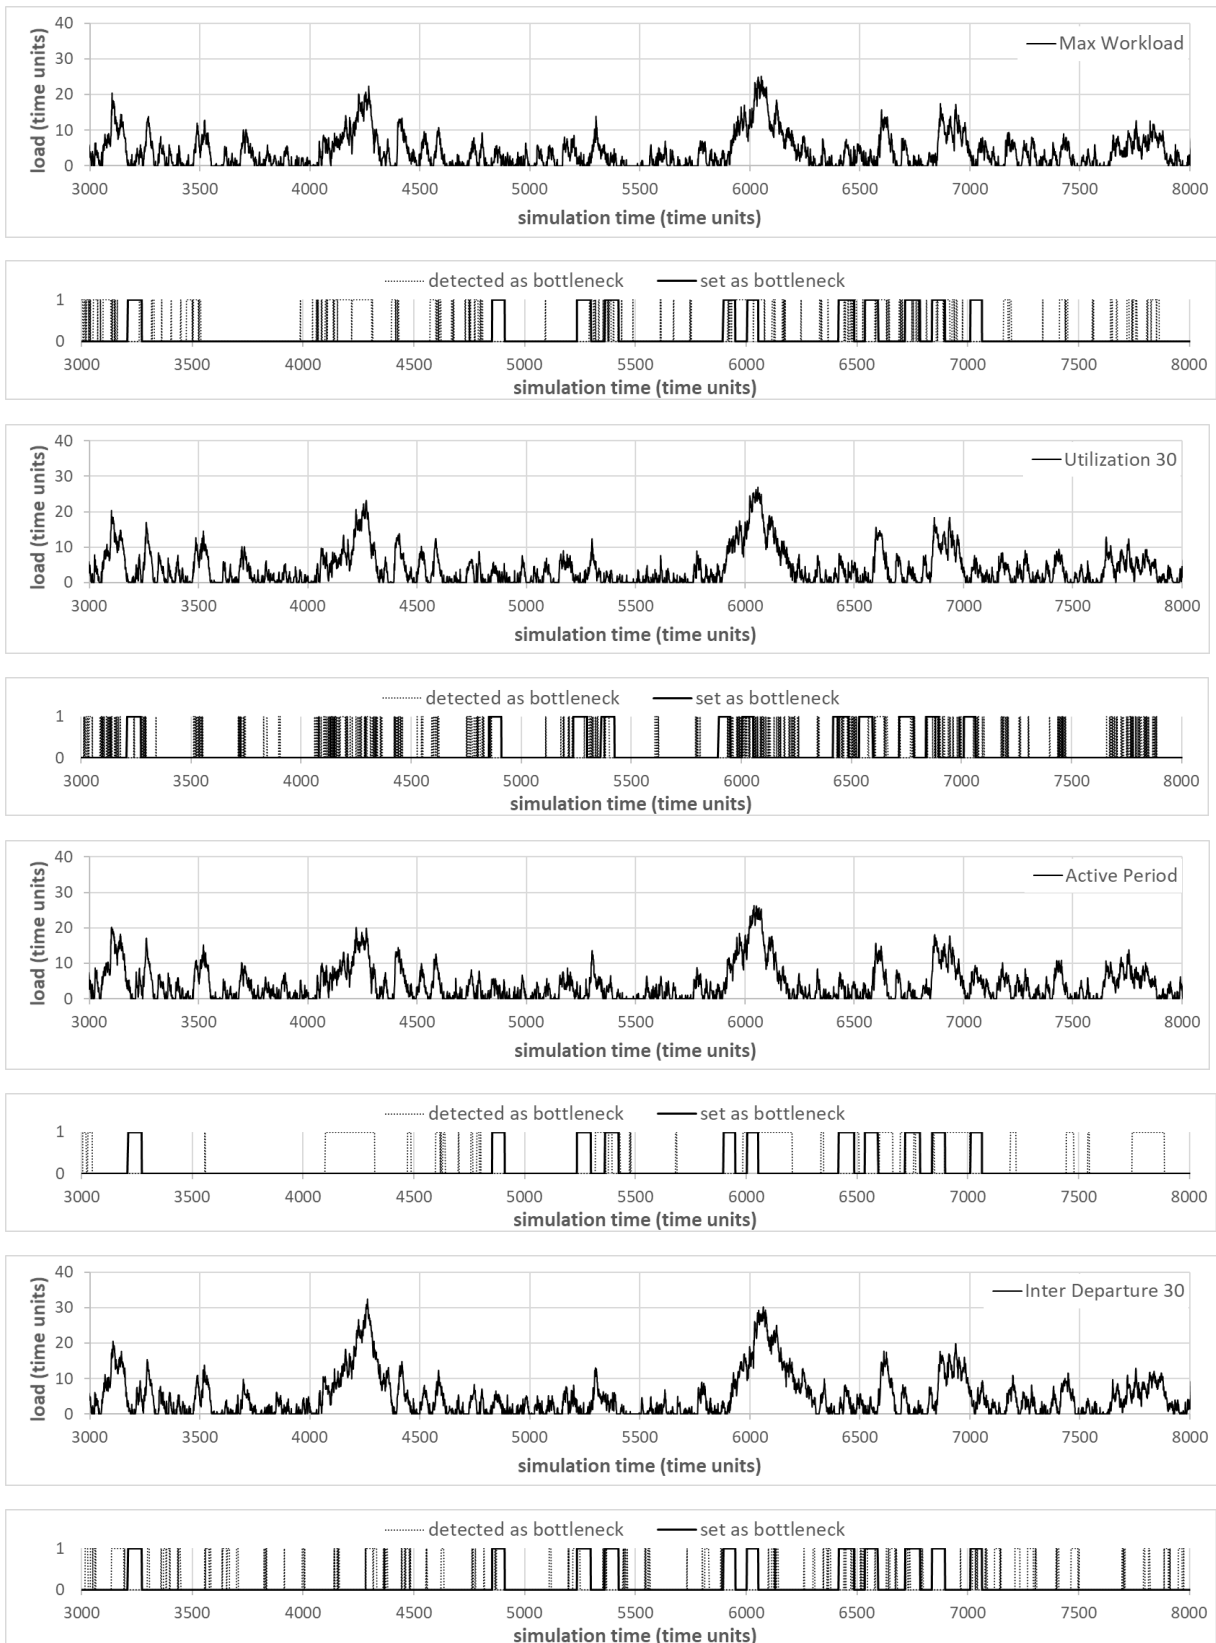 40
Max Workload
30
20
10
0
load (time units)
3000 3500 4000 4500 5000 5500 6000 6500 7000 7500 8000
simulation time (time units)
detected as bottleneck set as bottleneck
1
0
3000 3500 4000 4500 5000 5500 6000 6500 7000 7500 8000
simulation time (time units)
40
Utilization 30
30
20
10
0
load (time units)
3000 3500 4000 4500 5000 5500 6000 6500 7000 7500 8000
simulation time (time units)
detected as bottleneck set as bottleneck
1
0
3000 3500 4000 4500 5000 5500 6000 6500 7000 7500 8000
simulation time (time units)
40
Active Period
30
20
10
0
load (time units)
3000 3500 4000 4500 5000 5500 6000 6500 7000 7500 8000
simulation time (time units)
detected as bottleneck set as bottleneck
1
0
3000 3500 4000 4500 5000 5500 6000 6500 7000 7500 8000
simulation time (time units)
40
Inter Departure 30
30
20
10
0
load (time units)
3000 3500 4000 4500 5000 5500 6000 6500 7000 7500 8000
simulation time (time units)
detected as bottleneck set as bottleneck
1
0
3000 3500 4000 4500 5000 5500 6000 6500 7000 7500 8000
simulation time (time units)